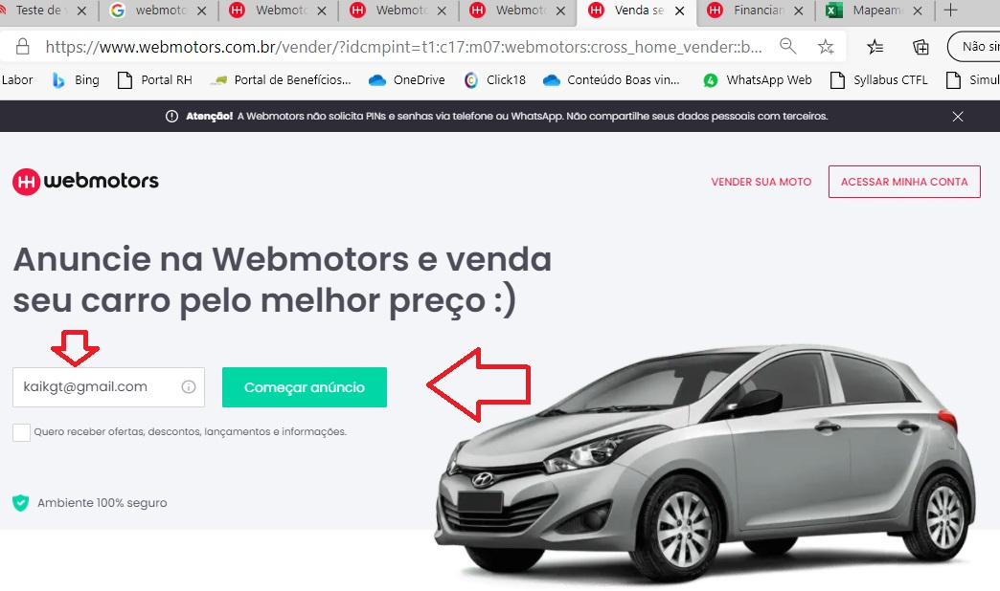 Teste de
webmoto
Webmoto
Webmoto
Webmoto
Venda se
Financian
Mapeam
https://www.webmotors.com.br/vender/?idcmpint=t1:c17:m07:webmotors:cross_home_vender::b...
Não sin
Labor
Bing
Portal RH
Portal de Benefícios...
OneDrive
Click18
Conteúdo Boas vin...
WhatsApp Web
Syllabus CTFL
Simul
Atenção! A Webmotors não solicita PINs e senhas via telefone ou WhatsApp. Não compartilhe seus dados pessoais com terceiros.
webmotors
VENDER SUA MOTO
ACESSAR MINHA CONTA
Anuncie na Webmotors e venda
seu carro pelo melhor preço :)
kaikgt@gmail.com
Começar anúncio
Quero receber ofertas, descontos, lançamentos e informações.
Ambiente 100% seguro